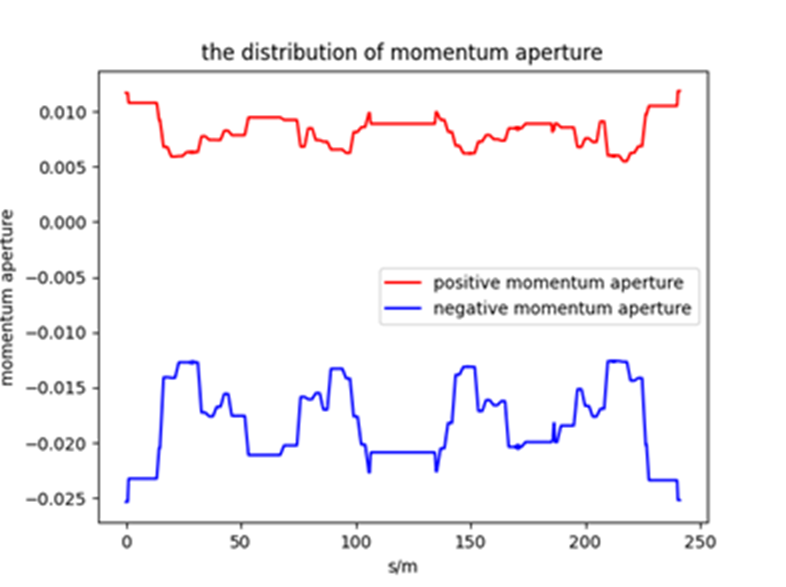 the distribution of momentum aperture
momentum aperture
0.010
0.005
0.000
−0.005
−0.010
−0.015
−0.020
−0.025
positive momentum aperture
negative momentum aperture
0 50 100 150 200 250
s/m